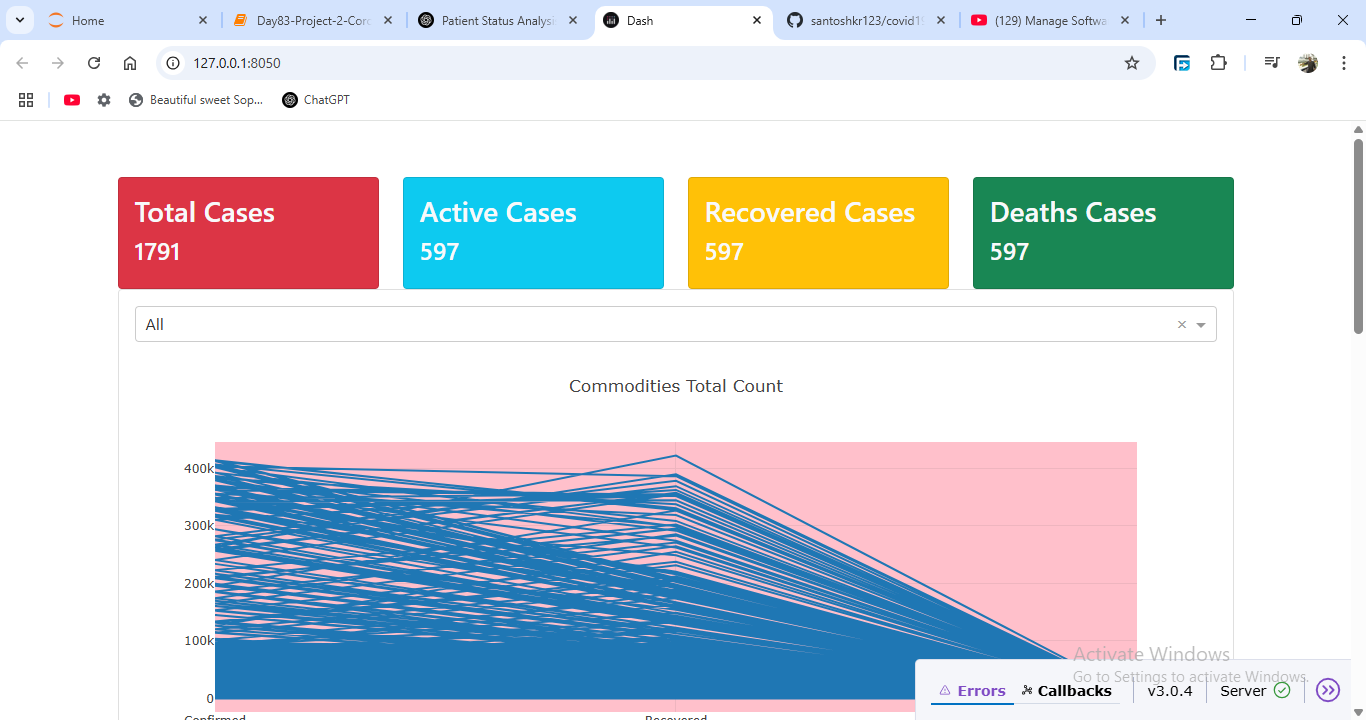 Home
Day83-Project-2-Coro
Patient Status Analysi
Dash
santoshkr123/covid19
(129) Manage Softwa
127.0.0.1:8050
Beautiful sweet Sop...
ChatGPT
Total Cases
1791
Active Cases
597
Recovered Cases
597
Deaths Cases
597
All
Commodities Total Count
400k
300k
200k
100k
0
Confirmed
Recovered
Activate Windows
Go to Settings to activate Windows.
Errors
Callbacks
v3.0.4
Server